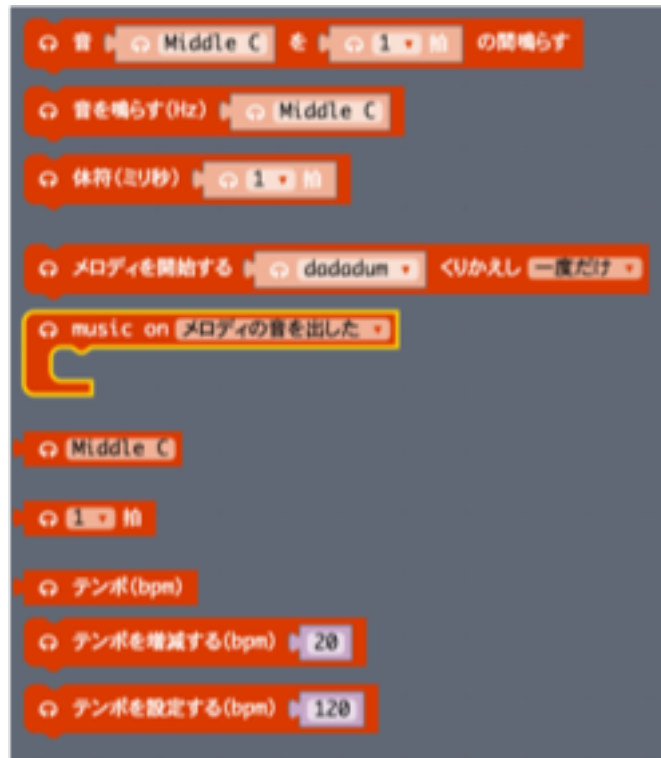 音 Middle C を 1 拍 の間鳴らす
音を鳴らす(Hz) Middle C
休符(ミリ秒) 1 拍
メロディを開始する dadadum くりかえし 一度だけ
music on メロディの音を出した
Middle C
1 拍
テンポ(bpm)
テンポを増減する(bpm) 20
テンポを設定する(bpm) 120